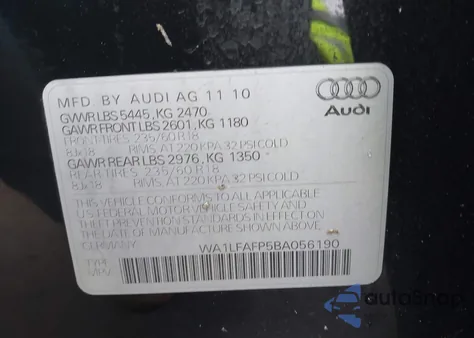 MFD. BY AUDI AG 11 10
GVWR LBS 5445, KG 2470
GAWR FRONT LBS 2601, KG 1180
FRONT-TIRES 235/60 R18
8Jx18 RIMS AT 220 KPA 32 PSI COLD
GAWR REAR LBS 2976, KG 1350
REAR TIRES 235/60 R18
8Jx18 RIMS AT 220 KPA 32 PSI COLD
THIS VEHICLE CONFORMS TO ALL APPLICABLE
US FEDERAL MOTOR VEHICLE SAFETY AND
THEFT PREVENTION STANDARDS IN EFFECT ON
THE DATE OF MANUFACTURE SHOWN ABOVE.
WA1LFAFP5BA056190
TYPE:
MPV
Audi
autoSnap